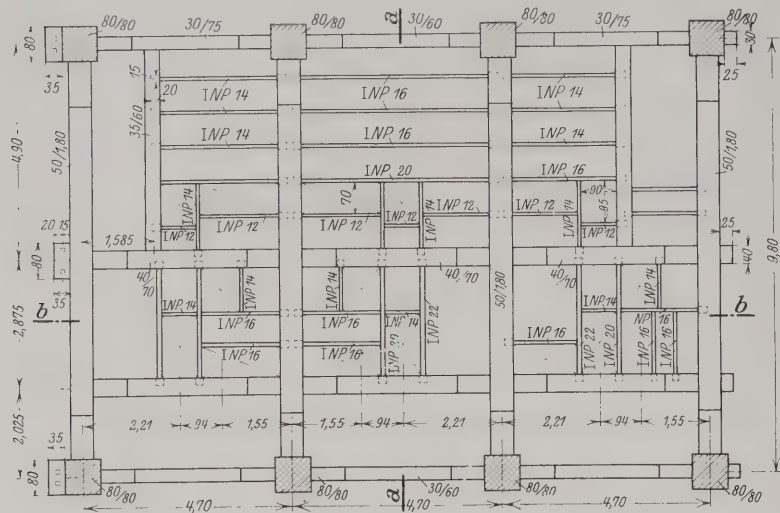 80/80 30/75 80/80 a 30/60 80/80 30/75 80/80
80 30
35 15 25
20 INP 14 INP 16 INP 14
4,90 50/1,80 35/60 INP 14 INP 16 INP 14 50/1,80
INP 20 INP 16
INP 14 70 90
INP 12 INP 12 INP 14 INP 12 INP 12 INP 14 95
20 15 INP 12 INP 12 25
1,585
80 40/70 40/70 50/1,80 40/70 40 9,80
35 INP 14 INP 14 INP 14 INP 14 INP 14
b INP 16 INP 16 INP 14 INP 22 b
2,875 INP 16 INP 16 INP 16 INP 22 INP 20 INP 16 INP 16
2,025 2,21 94 1,55 1,55 94 2,21 2,21 94 1,55
35
80 80/80 80/80 a 30/60 80/80 80/80
4,70 4,70 4,70